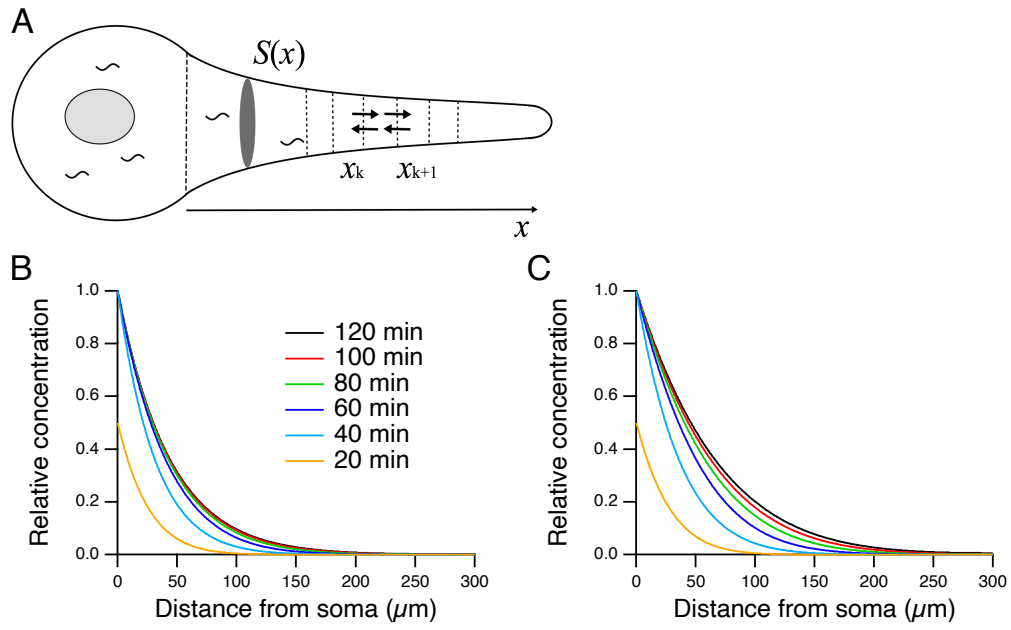 A
S(x)
xk
xk+1
x
B
C
Relative concentration
1.0
0.8
0.6
0.4
0.2
0.0
120 min
100 min
80 min
60 min
40 min
20 min
0
50
100
150
200
250
300
Distance from soma (µm)
Relative concentration
1.0
0.8
0.6
0.4
0.2
0.0
0
50
100
150
200
250
300
Distance from soma (µm)